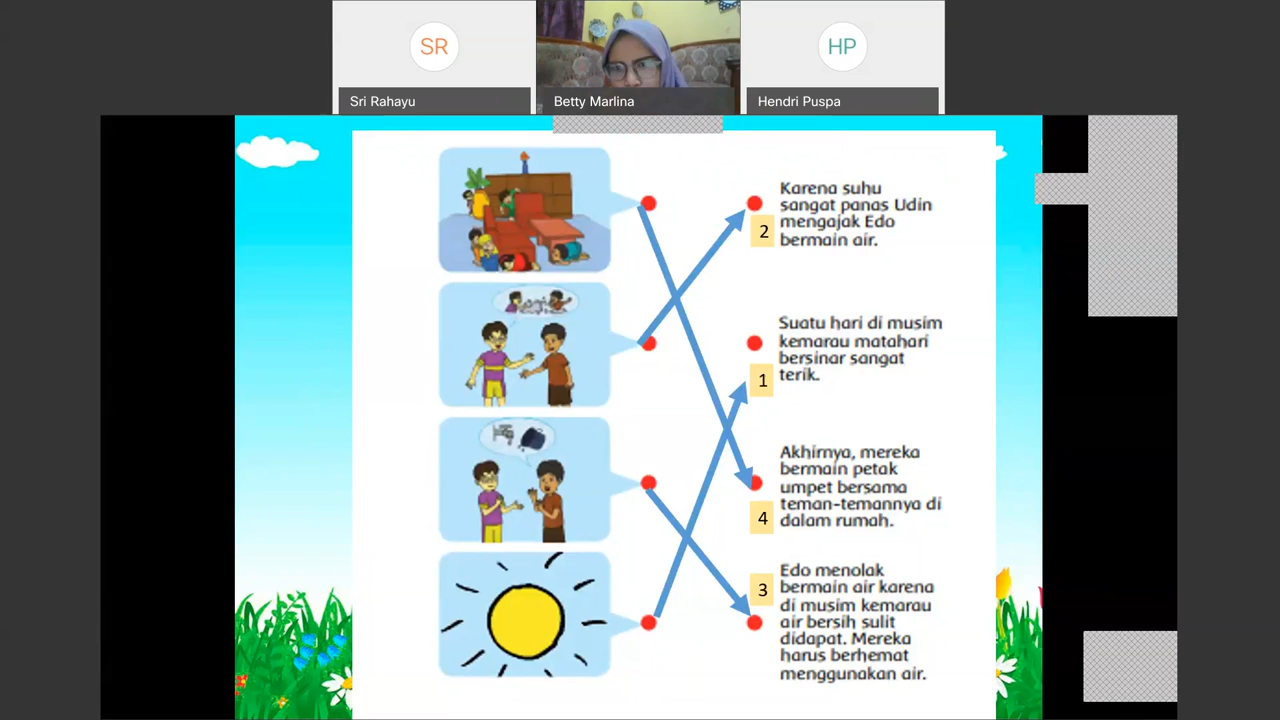 SR
HP
Sri Rahayu
Betty Marlina
Hendri Puspa
Karena suhu
sangat panas Udin
mengajak Edo
bermain air.
2
Suatu hari di musim
kemarau matahari
bersinar sangat
terik.
1
Akhirnya, mereka
bermain petak
umpet bersama
teman-temannya di
dalam rumah.
4
Edo menolak
bermain air karena
di musim kemarau
air bersih sulit
didapat. Mereka
harus berhemat
menggunakan air.
3